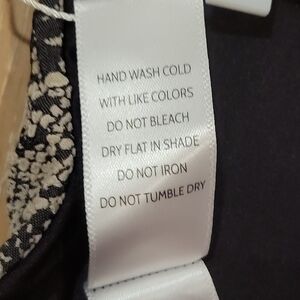 HAND WASH COLD
WITH LIKE COLORS
DO NOT BLEACH
DRY FLAT IN SHADE
DO NOT IRON
DO NOT TUMBLE DRY